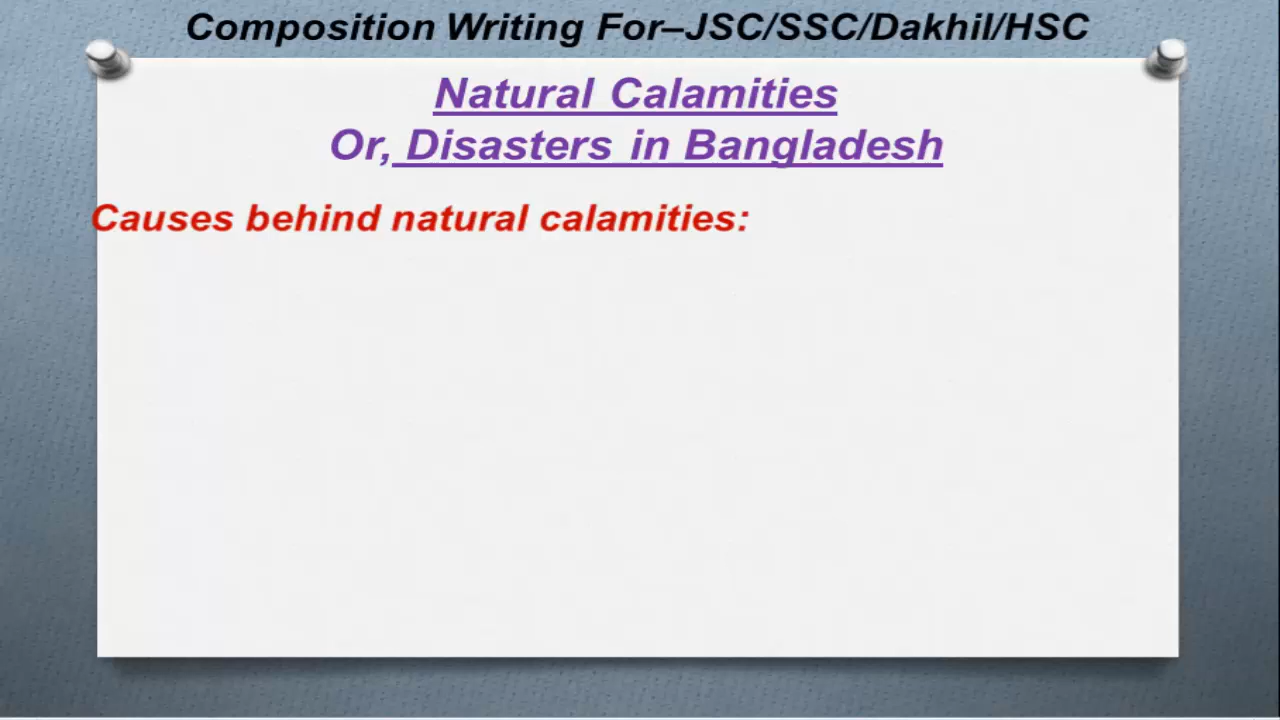 Composition Writing For–JSC/SSC/Dakhil/HSC
Natural Calamities
Or, Disasters in Bangladesh
Causes behind natural calamities: